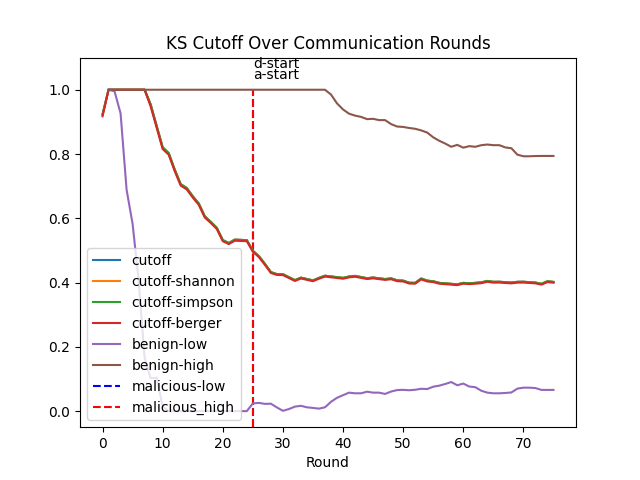 KS Cutoff Over Communication Rounds
d-start
a-start
1.0
0.8
0.6
0.4
0.2
0.0
cutoff
cutoff-shannon
cutoff-simpson
cutoff-berger
benign-low
benign-high
malicious-low
malicious_high
0 10 20 30 40 50 60 70
Round